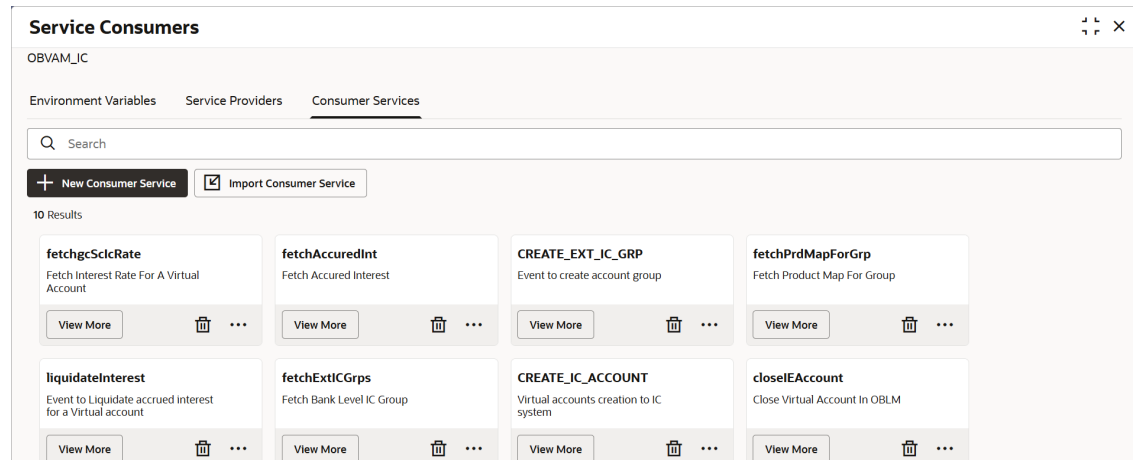 Service Consumers
OBVAM_IC
Environment Variables Service Providers Consumer Services
Search
New Consumer Service Import Consumer Service
10 Results
fetchgcSclcRate fetchAccuredInt CREATE_EXT_IC_GRP fetchPrdMapForGrp
Fetch Interest Rate For A Virtual Fetch Accured Interest Event to create account group Fetch Product Map For Group
Account
View More View More View More View More
liquidateInterest fetchExtICGrps CREATE_IC_ACCOUNT closeIEAccount
Event to Liquidate accrued interest Fetch Bank Level IC Group Virtual accounts creation to IC Close Virtual Account In OBLM
for a Virtual account system
View More View More View More View More